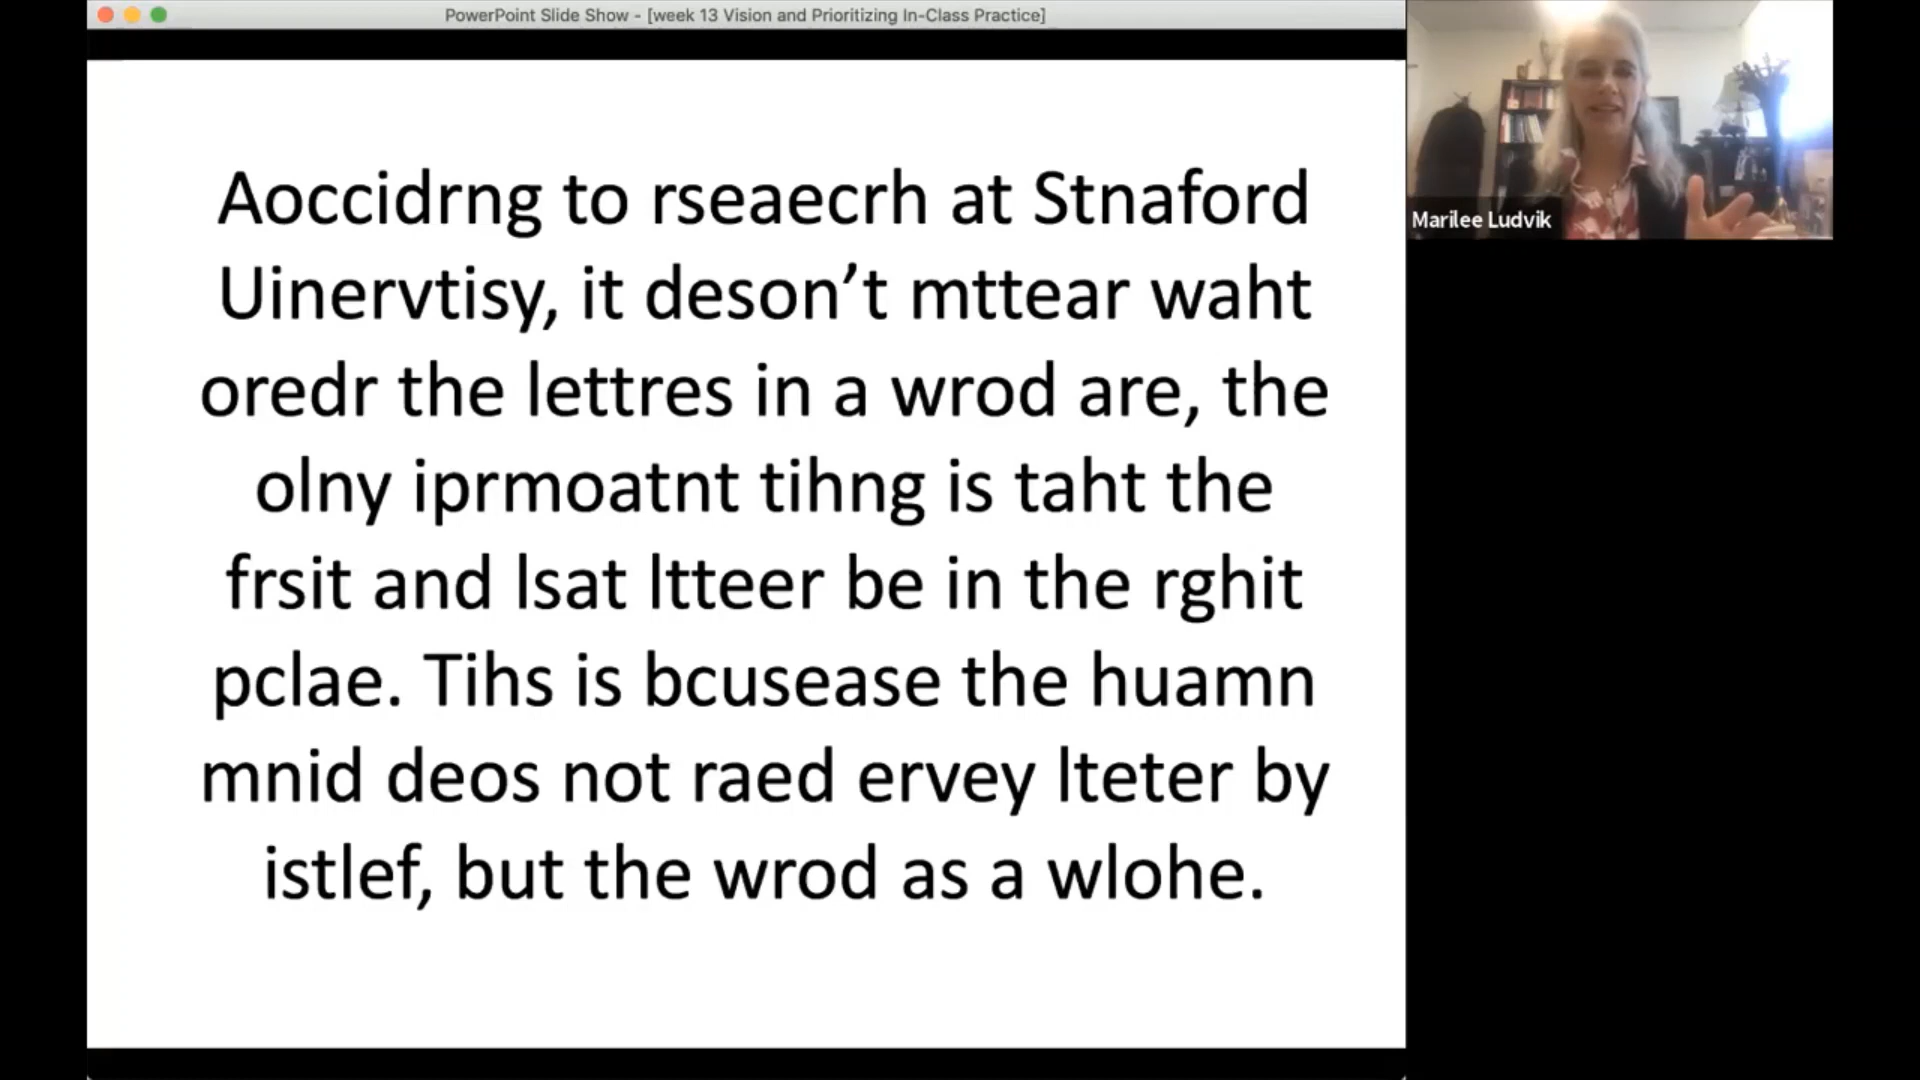 PowerPoint Slide Show - [week 13 Vision and Prioritizing In-Class Practice]
Aoccidrng to rseaecrh at Stnaford
Uinervtisy, it deson’t mttear waht
oredr the lettres in a wrod are, the
olny iprmoatnt tihng is taht the
frsit and lsat ltteer be in the rghit
pclae. Tihs is bcusease the huamn
mnid deos not raed ervey lteter by
istlef, but the wrod as a wlohe.
Marilee Ludvik